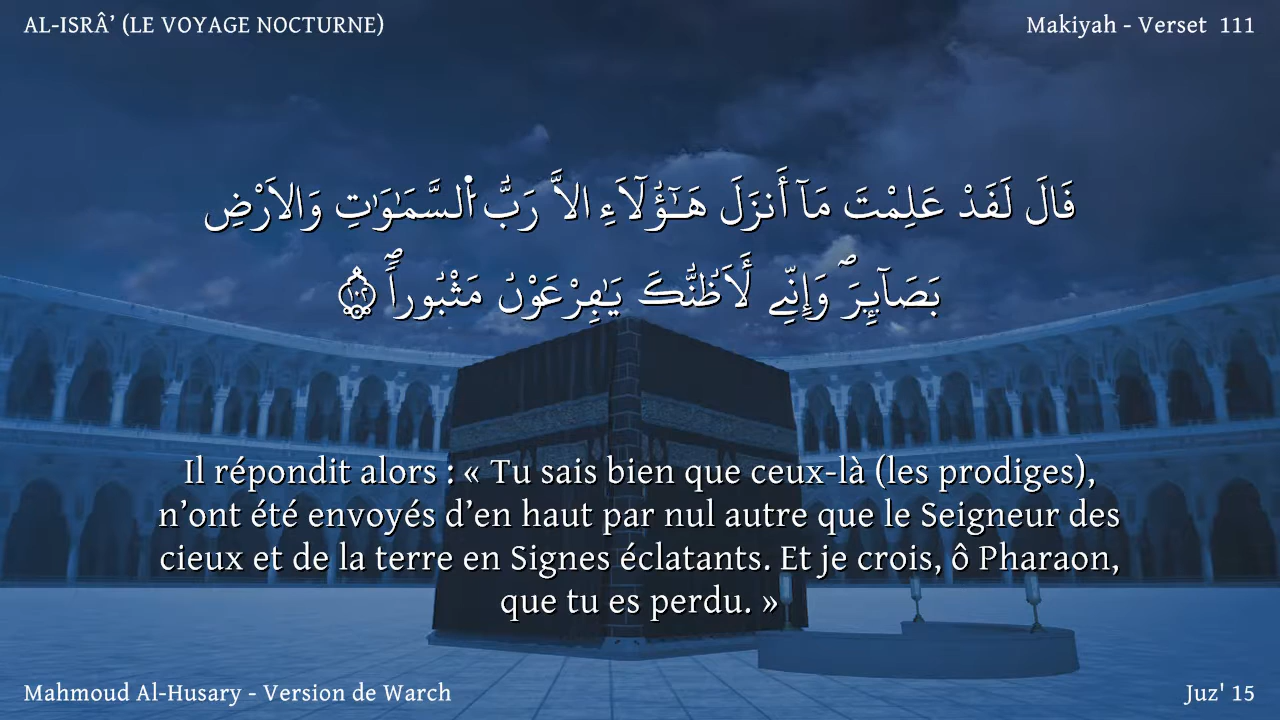 AL-ISRÂ’ (LE VOYAGE NOCTURNE)
Makiyah - Verset 111
قَالَ لَقَدْ عَلِمْتَ مَآ أَنزَلَ هَٰٓؤُلَآءِ الَّا رَبُّ اُ۬لسَّمَٰوَٰتِ وَالَارْضِ
بَصَآئِرَۖ وَإِنِّے لَأَظُنُّكَ يَٰفِرْعَوْنُ مَثْبُوراٗۖ ١٠٢
Il répondit alors : « Tu sais bien que ceux-là (les prodiges),
n’ont été envoyés d’en haut par nul autre que le Seigneur des
cieux et de la terre en Signes éclatants. Et je crois, ô Pharaon,
que tu es perdu. »
Mahmoud Al-Husary - Version de Warch
Juz' 15